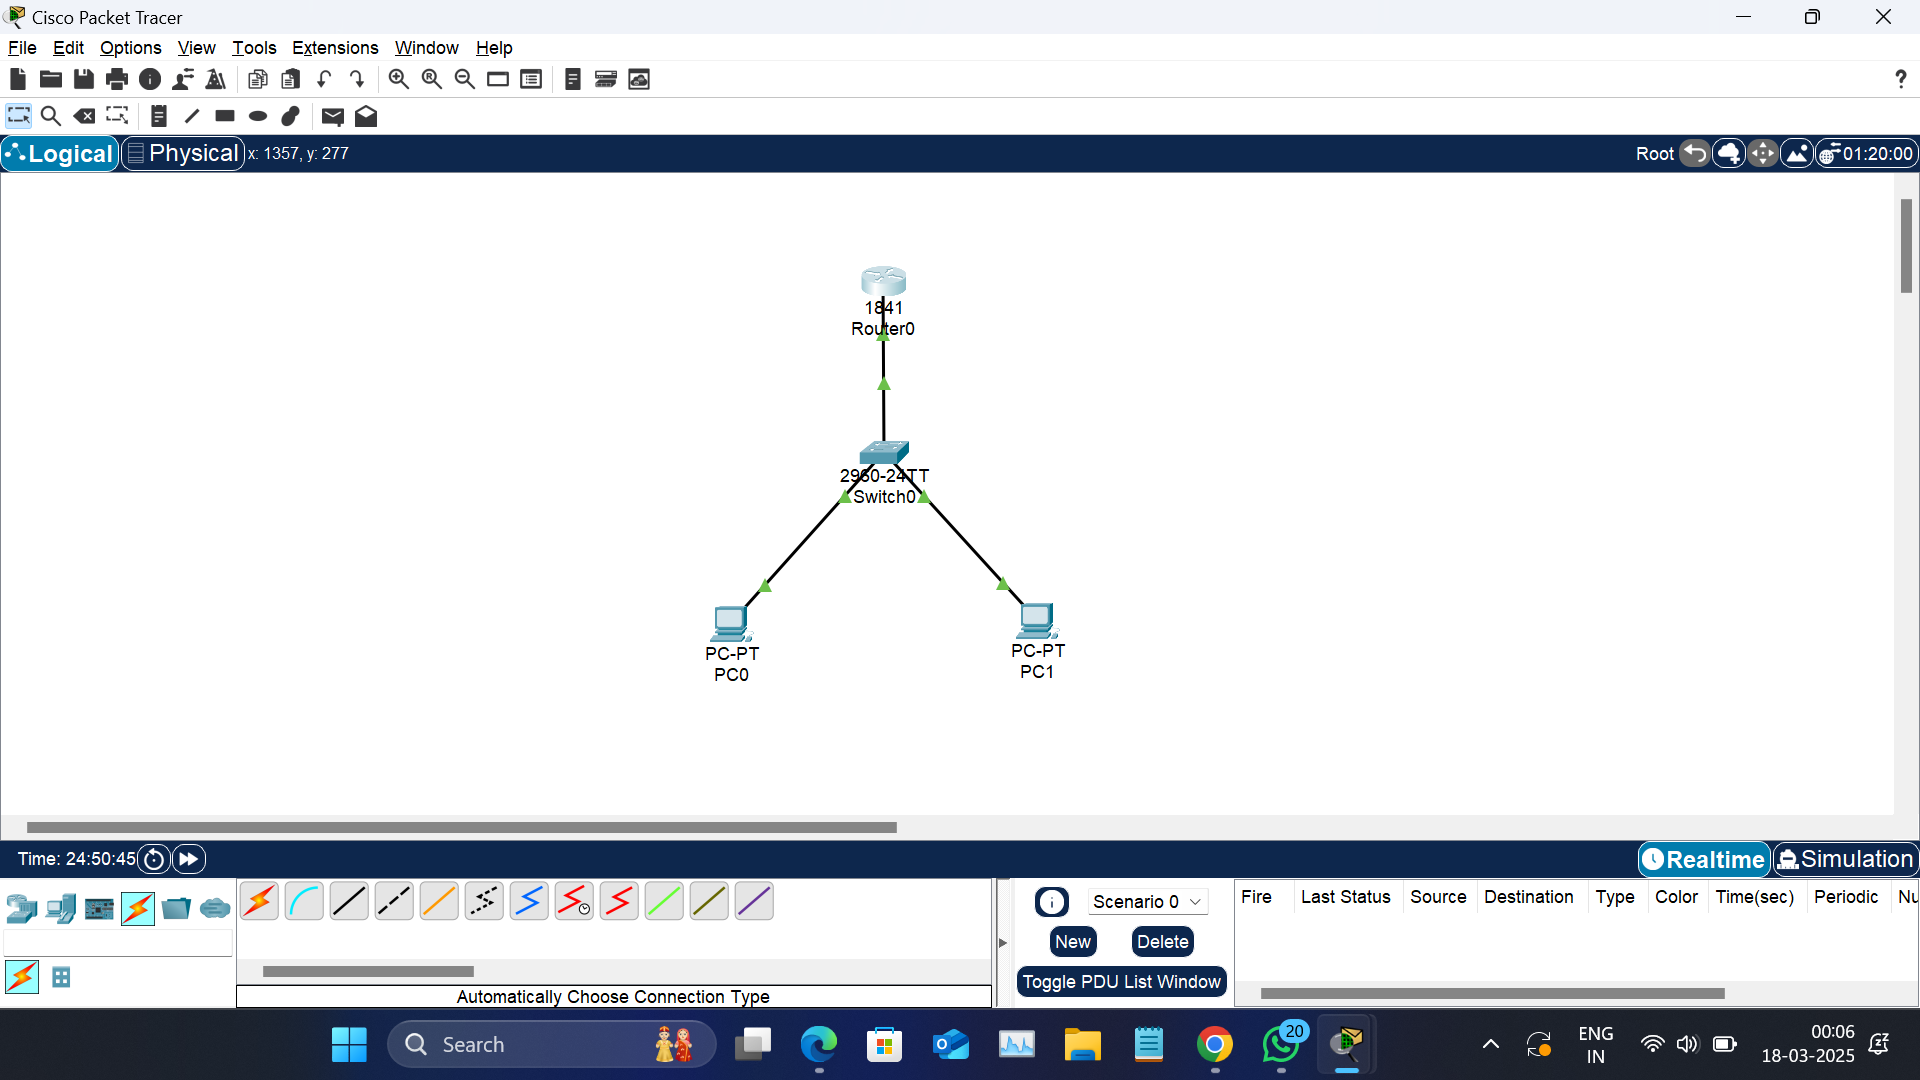 Cisco Packet Tracer
File Edit Options View Tools Extensions Window Help
?
Logical Physical x: 1357, y: 277 Root 01:20:00
1841
Router0
2960-24TT
Switch0
PC-PT
PC0
PC-PT
PC1
Time: 24:50:45 Realtime Simulation
Scenario 0
New Delete
Toggle PDU List Window
Fire Last Status Source Destination Type Color Time(sec) Periodic Nu
Automatically Choose Connection Type
Search
20
ENG
IN
00:06
18-03-2025